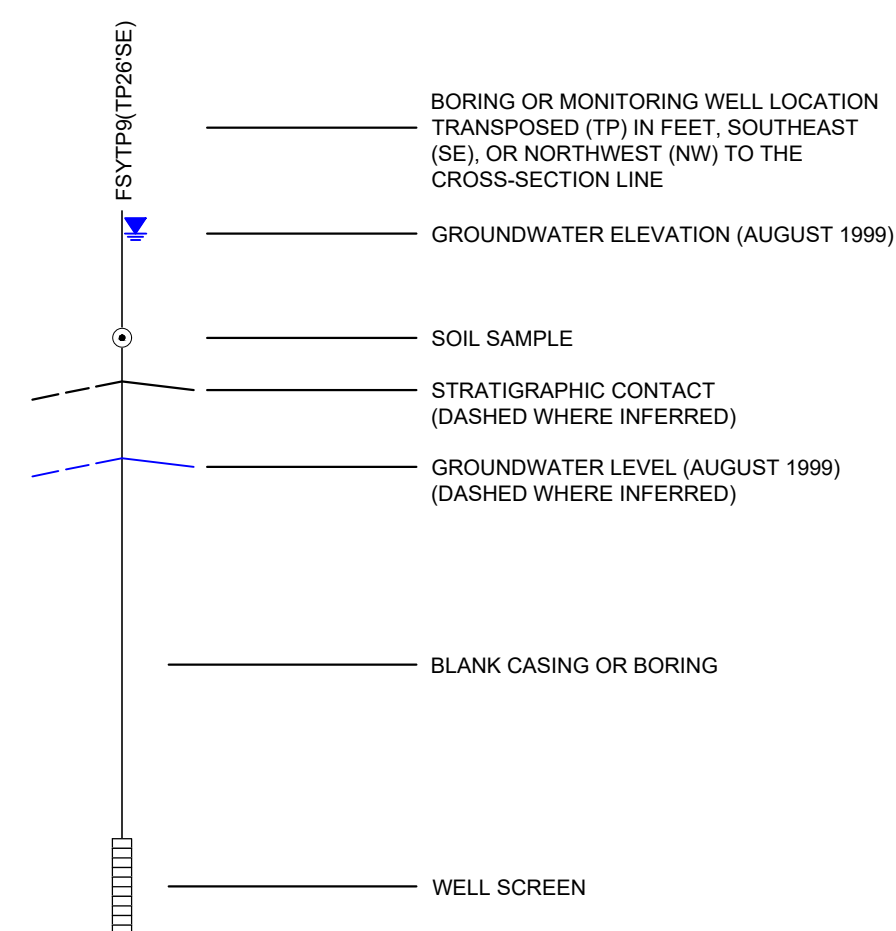 FSYTP9(TP26'SE)
BORING OR MONITORING WELL LOCATION
TRANSPOSED (TP) IN FEET, SOUTHEAST
(SE), OR NORTHWEST (NW) TO THE
CROSS-SECTION LINE
GROUNDWATER ELEVATION (AUGUST 1999)
SOIL SAMPLE
STRATIGRAPHIC CONTACT
(DASHED WHERE INFERRED)
GROUNDWATER LEVEL (AUGUST 1999)
(DASHED WHERE INFERRED)
BLANK CASING OR BORING
WELL SCREEN